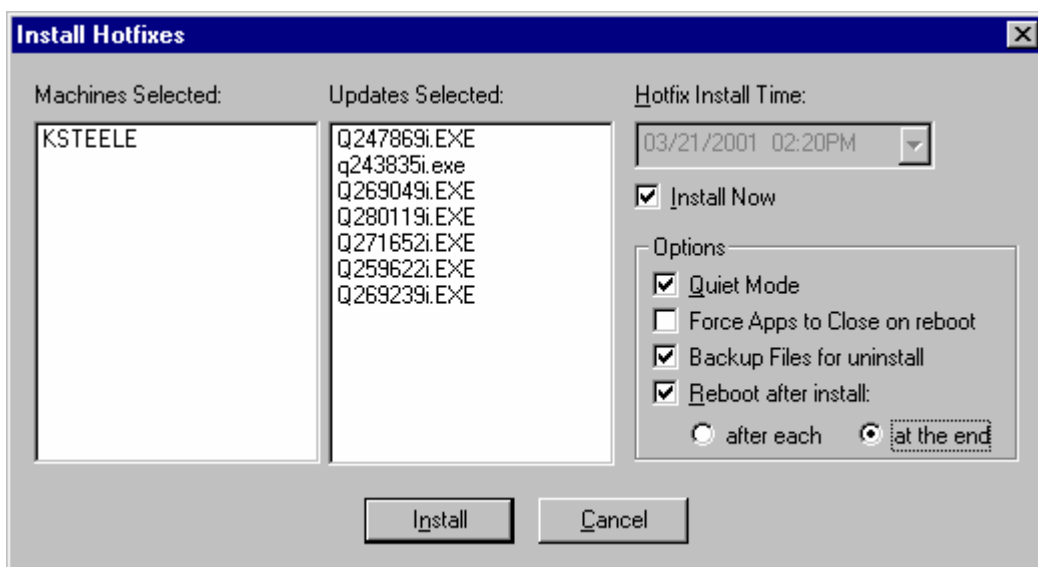 Install Hotfixes
Machines Selected:
KSTEELE
Updates Selected:
Q247869i.EXE
q243835i.exe
Q269049i.EXE
Q280119i.EXE
Q271652i.EXE
Q259622i.EXE
Q269239i.EXE
Hotfix Install Time:
03/21/2001 02:20PM
Install Now
Options
Quiet Mode
Force Apps to Close on reboot
Backup Files for uninstall
Reboot after install:
after each
at the end
Install
Cancel